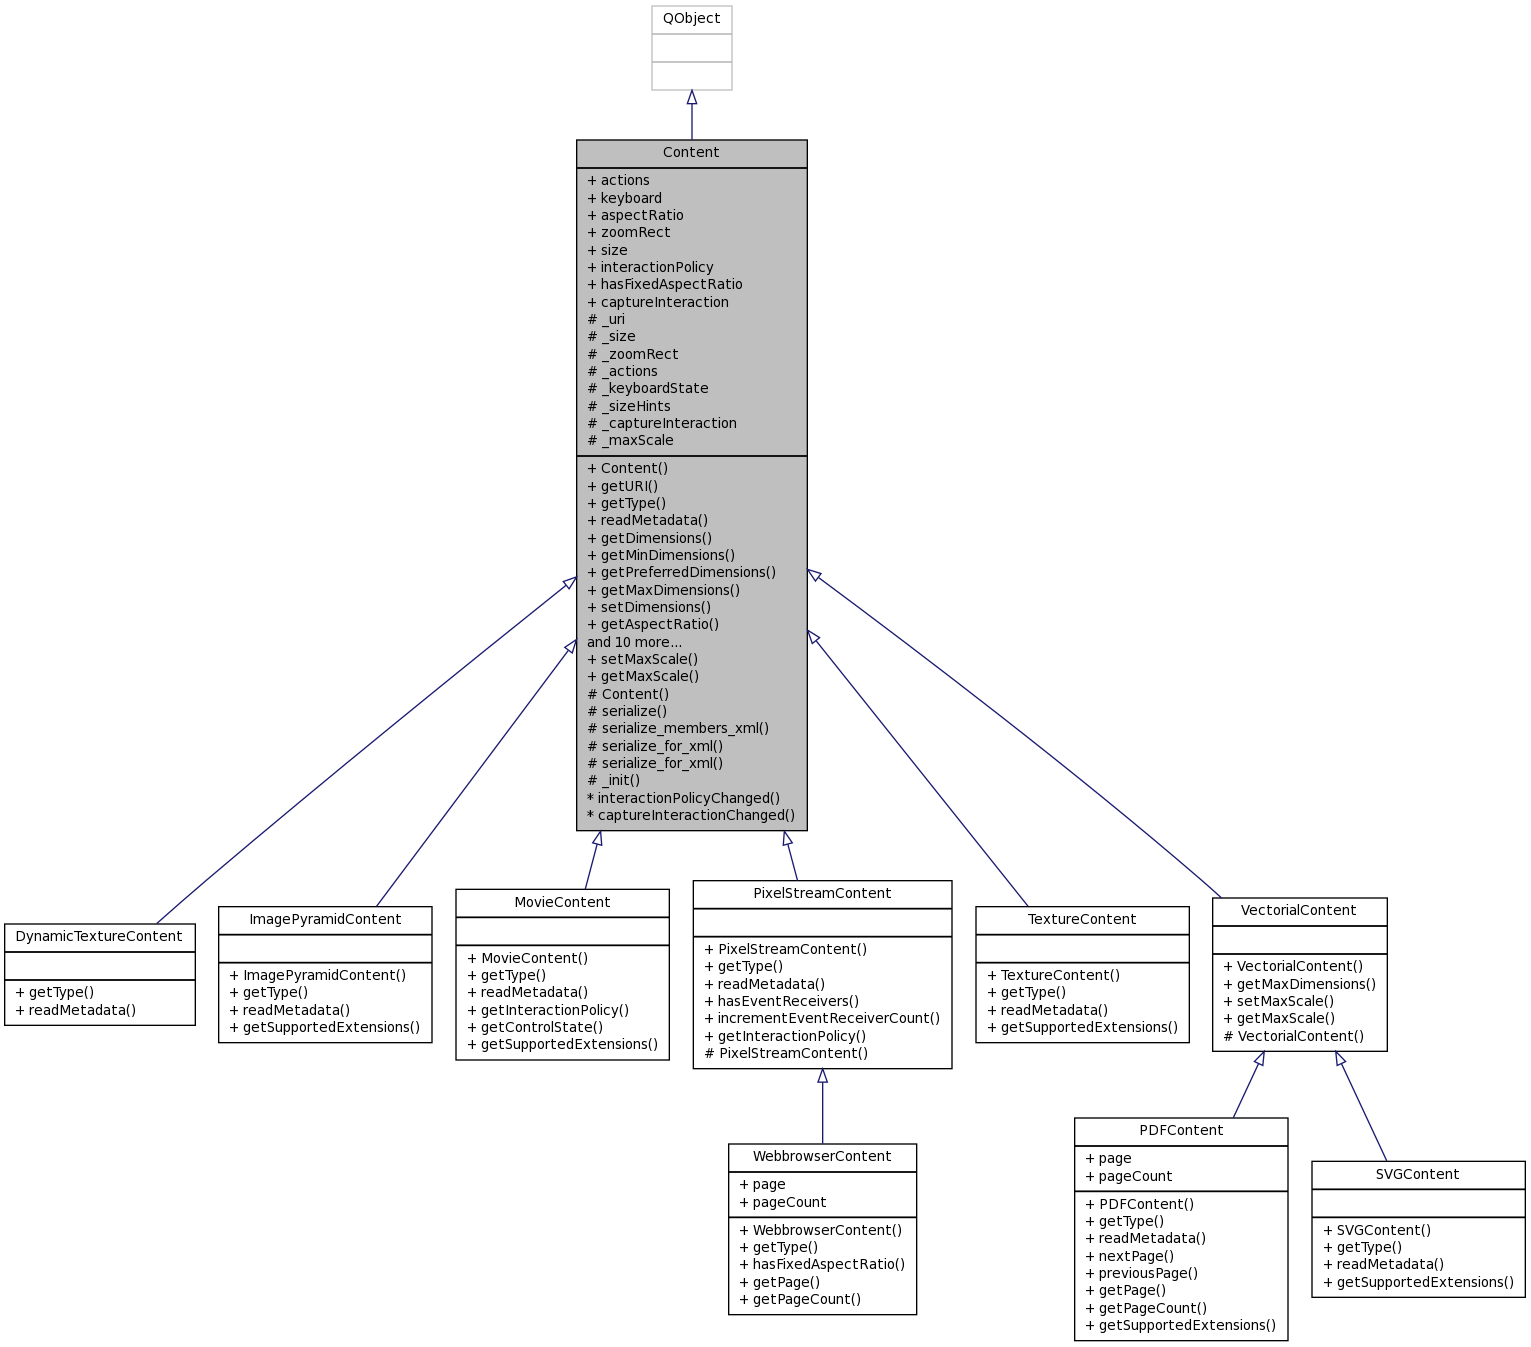 QObject
Content
+ actions
+ keyboard
+ aspectRatio
+ zoomRect
+ size
+ interactionPolicy
+ hasFixedAspectRatio
+ captureInteraction
# _uri
# _size
# _zoomRect
# _actions
# _keyboardState
# _sizeHints
# _captureInteraction
# _maxScale
+ Content()
+ getURI()
+ getType()
+ readMetadata()
+ getDimensions()
+ getMinDimensions()
+ getPreferredDimensions()
+ getMaxDimensions()
+ setDimensions()
+ getAspectRatio()
and 10 more...
+ setMaxScale()
+ getMaxScale()
# Content()
# serialize()
# serialize_members_xml()
# serialize_for_xml()
# serialize_for_xml()
# _init()
* interactionPolicyChanged()
* captureInteractionChanged()
DynamicTextureContent
+ getType()
+ readMetadata()
ImagePyramidContent
+ ImagePyramidContent()
+ getType()
+ readMetadata()
+ getSupportedExtensions()
MovieContent
+ MovieContent()
+ getType()
+ readMetadata()
+ getInteractionPolicy()
+ getControlState()
+ getSupportedExtensions()
PixelStreamContent
+ PixelStreamContent()
+ getType()
+ readMetadata()
+ hasEventReceivers()
+ incrementEventReceiverCount()
+ getInteractionPolicy()
# PixelStreamContent()
TextureContent
+ TextureContent()
+ getType()
+ readMetadata()
+ getSupportedExtensions()
VectorialContent
+ VectorialContent()
+ getMaxDimensions()
+ setMaxScale()
+ getMaxScale()
# VectorialContent()
WebbrowserContent
+ page
+ pageCount
+ WebbrowserContent()
+ getType()
+ hasFixedAspectRatio()
+ getPage()
+ getPageCount()
PDFContent
+ page
+ pageCount
+ PDFContent()
+ getType()
+ readMetadata()
+ nextPage()
+ previousPage()
+ getPage()
+ getPageCount()
+ getSupportedExtensions()
SVGContent
+ SVGContent()
+ getType()
+ readMetadata()
+ getSupportedExtensions()